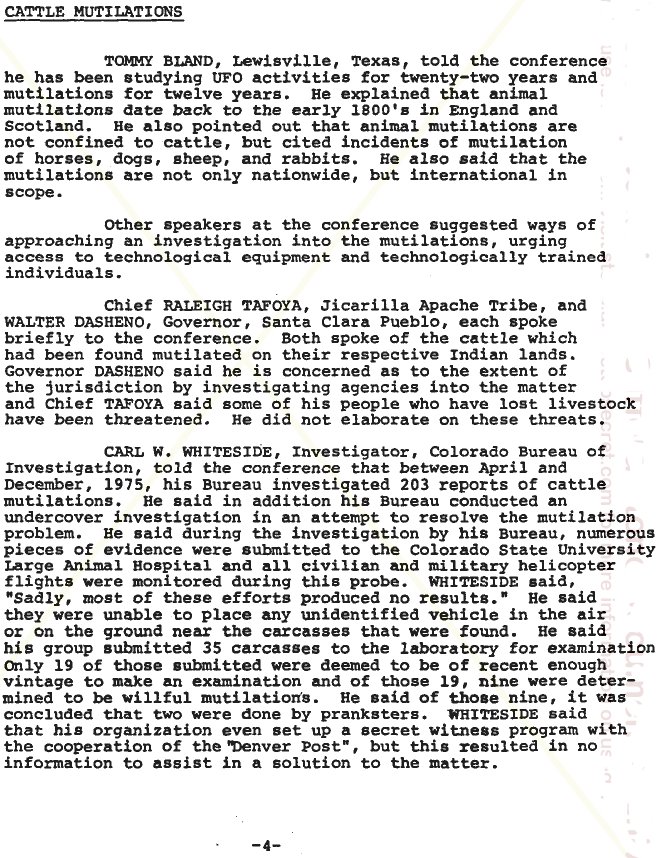 CATTLE MUTILATIONS
TOMMY BLAND, Lewisville, Texas, told the conference
he has been studying UFO activities for twenty-two years and
mutilations for twelve years. He explained that animal
mutilations date back to the early 1800's in England and
Scotland. He also pointed out that animal mutilations are
not confined to cattle, but cited incidents of mutilation
of horses, dogs, sheep, and rabbits. He also said that the
mutilations are not only nationwide, but international in
scope.
Other speakers at the conference suggested ways of
approaching an investigation into the mutilations, urging
access to technological equipment and technologically trained
individuals.
Chief RALEIGH TAFOYA, Jicarilla Apache Tribe, and
WALTER DASHENO, Governor, Santa Clara Pueblo, each spoke
briefly to the conference. Both spoke of the cattle which
had been found mutilated on their respective Indian lands.
Governor DASHENO said he is concerned as to the extent of
the jurisdiction by investigating agencies into the matter
and Chief TAFOYA said some of his people who have lost livestock
have been threatened. He did not elaborate on these threats.
CARL W. WHITESIDE, Investigator, Colorado Bureau of
Investigation, told the conference that between April and
December, 1975, his Bureau investigated 203 reports of cattle
mutilations. He said in addition his Bureau conducted an
undercover investigation in an attempt to resolve the mutilation
problem. He said during the investigation by his Bureau, numerous
pieces of evidence were submitted to the Colorado State University
Large Animal Hospital and all civilian and military helicopter
flights were monitored during this probe. WHITESIDE said,
"Sadly, most of these efforts produced no results." He said
they were unable to place any unidentified vehicle in the air
or on the ground near the carcasses that were found. He said
his group submitted 35 carcasses to the laboratory for examination
Only 19 of those submitted were deemed to be of recent enough
vintage to make an examination and of those 19, nine were deter-
mined to be willful mutilations. He said of those nine, it was
concluded that two were done by pranksters. WHITESIDE said
that his organization even set up a secret witness program with
the cooperation of the "Denver Post", but this resulted in no
information to assist in a solution to the matter.
-4-